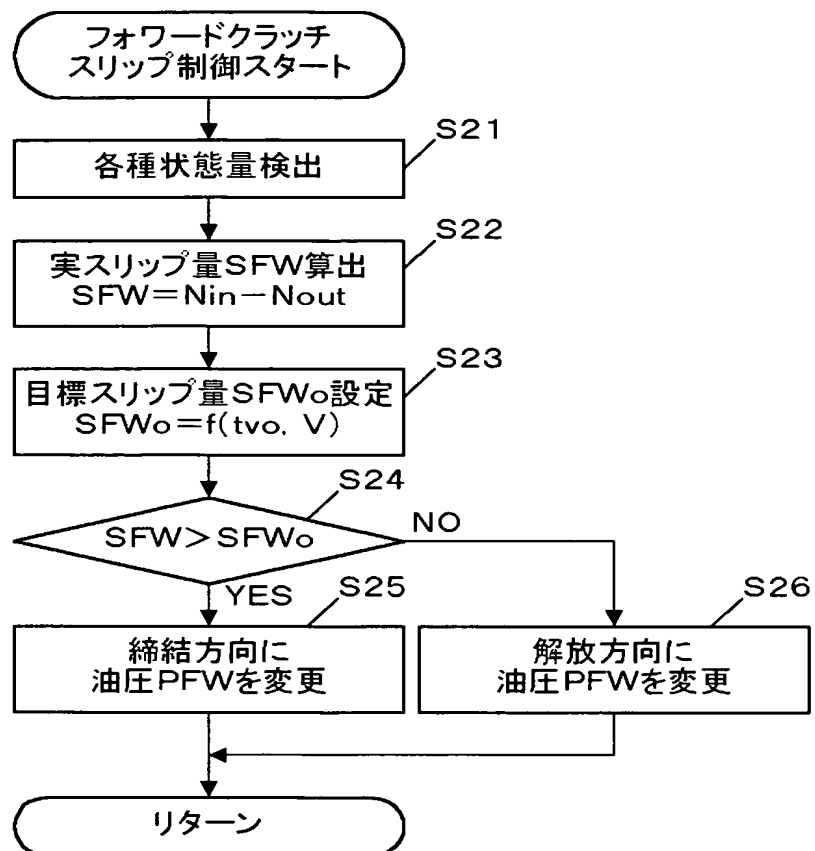 フォワードクラッチ
スリップ制御スタート
S21
各種状態量検出
S22
実スリップ量SFW算出
SFW=Nin-Nout
S23
目標スリップ量SFWo設定
SFWo=f(tvo. V)
S24
SFW>SFWo
NO
YES
S25
締結方向に
油圧PFWを変更
S26
解放方向に
油圧PFWを変更
リターン